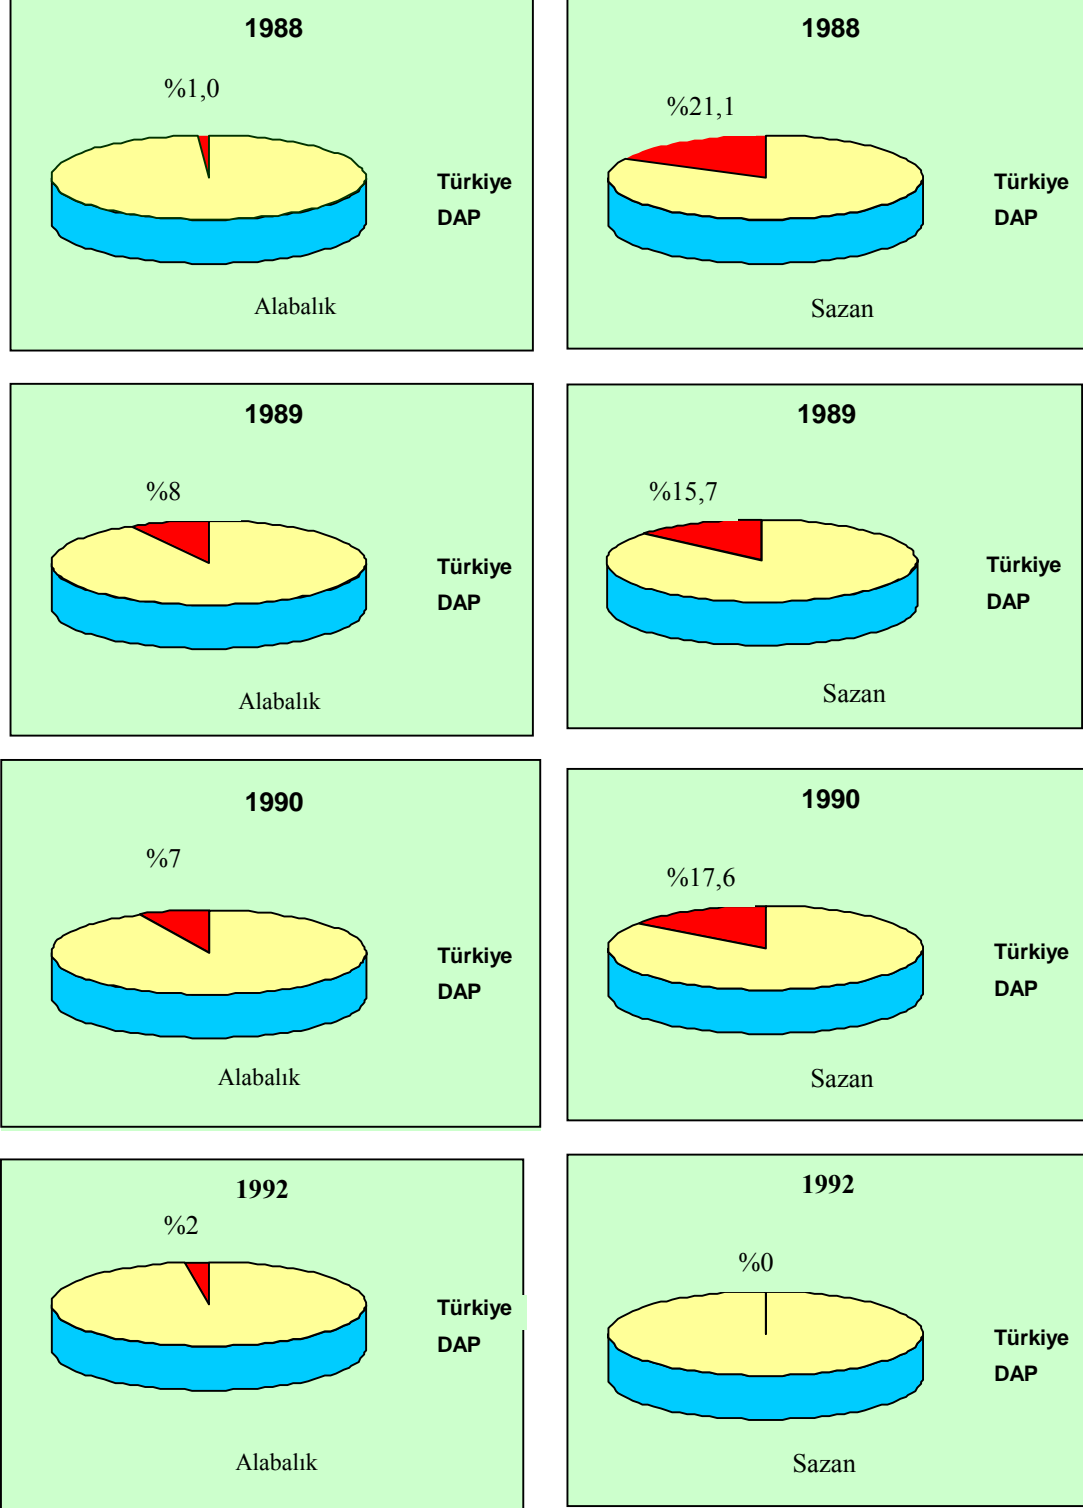 1988
%1,0
Türkiye
DAP
Alabalık
1988
%21,1
Türkiye
DAP
Sazan
1989
%8
Türkiye
DAP
Alabalık
1989
%15,7
Türkiye
DAP
Sazan
1990
%7
Türkiye
DAP
Alabalık
1990
%17,6
Türkiye
DAP
Sazan
1992
%2
Türkiye
DAP
Alabalık
1992
%0
Türkiye
DAP
Sazan